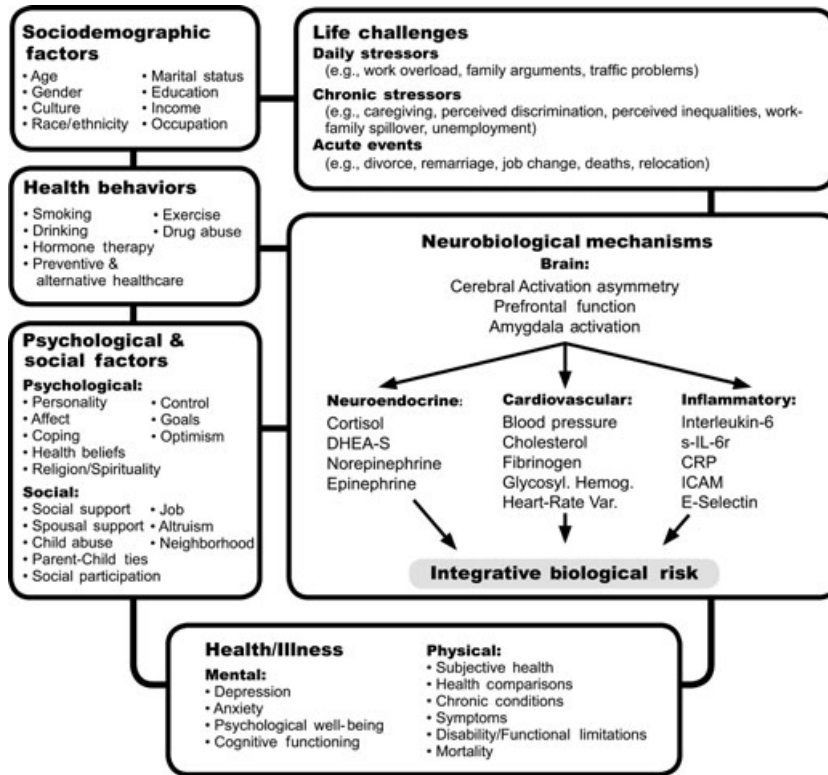 Sociodemographic
factors
• Age
• Gender
• Culture
• Race/ethnicity
• Marital status
• Education
• Income
• Occupation
Life challenges
Daily stressors
(e.g., work overload, family arguments, traffic problems)
Chronic stressors
(e.g., caregiving, perceived discrimination, perceived inequalities, work-
family spillover, unemployment)
Acute events
(e.g., divorce, remarriage, job change, deaths, relocation)
Health behaviors
• Smoking
• Drinking
• Hormone therapy
• Preventive &
alternative healthcare
• Exercise
• Drug abuse
Psychological &
social factors
Psychological:
• Personality
• Affect
• Coping
• Health beliefs
• Religion/Spirituality
• Control
• Goals
• Optimism
Social:
• Social support
• Spousal support
• Child abuse
• Parent-Child ties
• Social participation
• Job
• Altruism
• Neighborhood
Neurobiological mechanisms
Brain:
Cerebral Activation asymmetry
Prefrontal function
Amygdala activation
Neuroendocrine:
Cortisol
DHEA-S
Norepinephrine
Epinephrine
Cardiovascular:
Blood pressure
Cholesterol
Fibrinogen
Glycosyl. Hemog.
Heart-Rate Var.
Inflammatory:
Interleukin-6
s-IL-6r
CRP
ICAM
E-Selectin
Integrative biological risk
Health/Illness
Mental:
• Depression
• Anxiety
• Psychological well-being
• Cognitive functioning
Physical:
• Subjective health
• Health comparisons
• Chronic conditions
• Symptoms
• Disability/Functional limitations
• Mortality